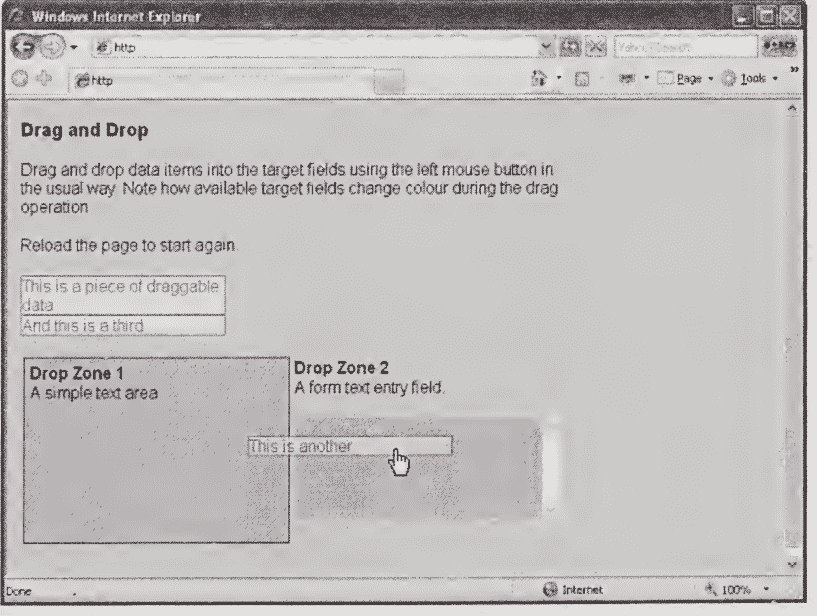 Windows Internet Explorer
http
http
Page
Tools
»
Drag and Drop
Drag and drop data items into the target fields using the left mouse button in
the usual way. Note how available target fields change colour during the drag
operation
Reload the page to start again.
This is a piece of draggable
data
And this is a third
Drop Zone 1
A simple text area
Drop Zone 2
A form text entry field.
This is another
Done
Internet
100%